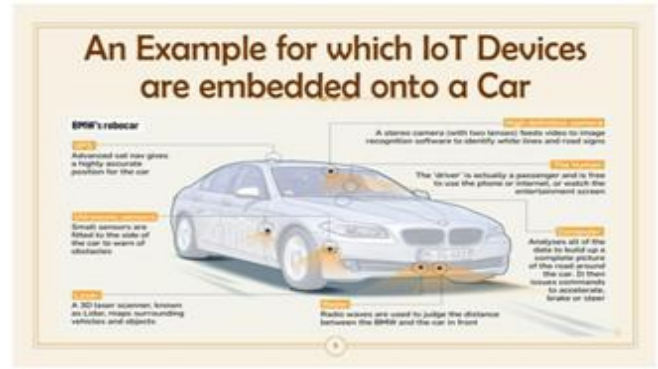 An Example for which IoT Devices
are embedded onto a Car
BMW's robocar
GPS
Advanced sat nav gives
a highly accurate
position for the car
Ultrasonic sensors
Small sensors are
fitted to the side of
the car to warn of
obstacles
Laser
A 3D laser scanner, known
as Lidar, maps surrounding
vehicles and objects
High definition camera
A stereo camera (with two lenses) feeds video to image
recognition software to identify white lines and road signs
The human
The 'driver' is actually a passenger and is free
to use the phone or internet, or watch the
entertainment screen
Computer
Analyses all of the
data to build up a
complete picture
of the road around
the car. It then
issues commands
to accelerate,
brake or steer
Radar
Radio waves are used to judge the distance
between the BMW and the car in front